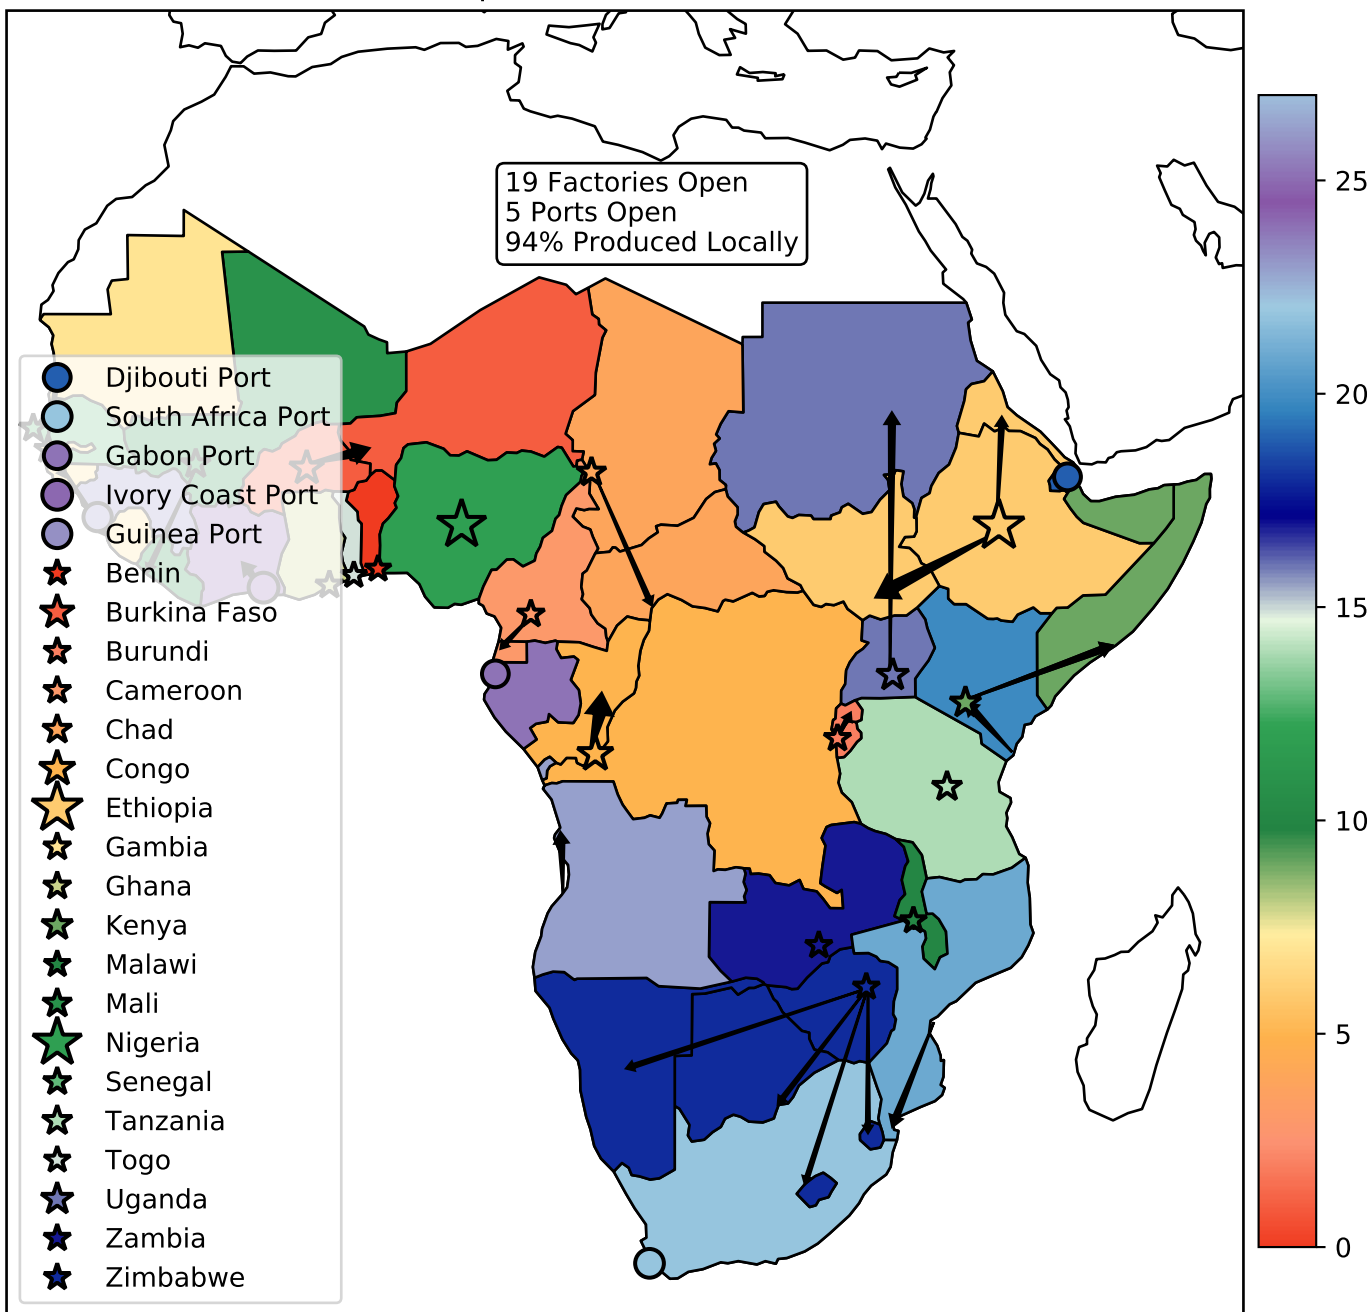 19 Factories Open
5 Ports Open
94% Produced Locally
Djibouti Port
South Africa Port
Gabon Port
Ivory Coast Port
Guinea Port
Benin
Burkina Faso
Burundi
Cameroon
Chad
Congo
Ethiopia
Gambia
Ghana
Kenya
Malawi
Mali
Nigeria
Senegal
Tanzania
Togo
Uganda
Zambia
Zimbabwe
25
20
15
10
5
0